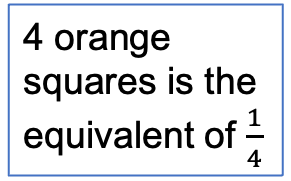 4 orange
squares is the
equivalent of 1/4